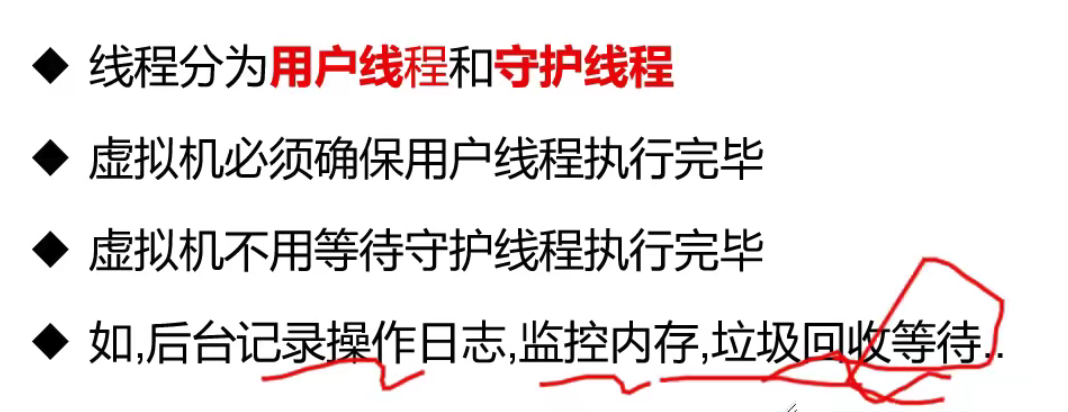 ◆ 线程分为用户线程和守护线程
◆ 虚拟机必须确保用户线程执行完毕
◆ 虚拟机不用等待守护线程执行完毕
◆ 如,后台记录操作日志,监控内存,垃圾回收等待..